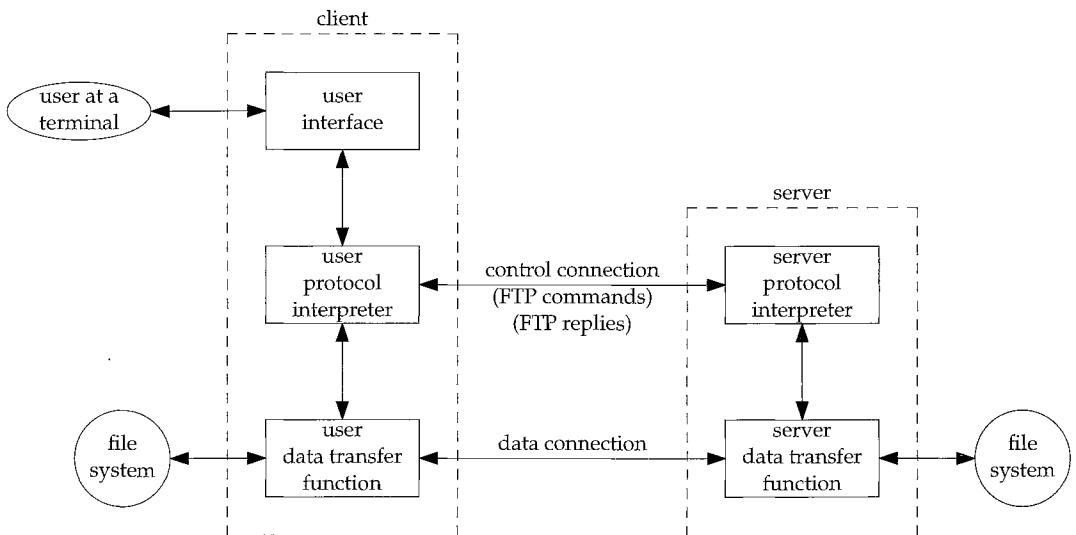 client
user at a
terminal
user
interface
server
user
protocol
interpreter
control connection
(FTP commands)
(FTP replies)
server
protocol
interpreter
file
system
user
data transfer
function
data connection
server
data transfer
function
file
system